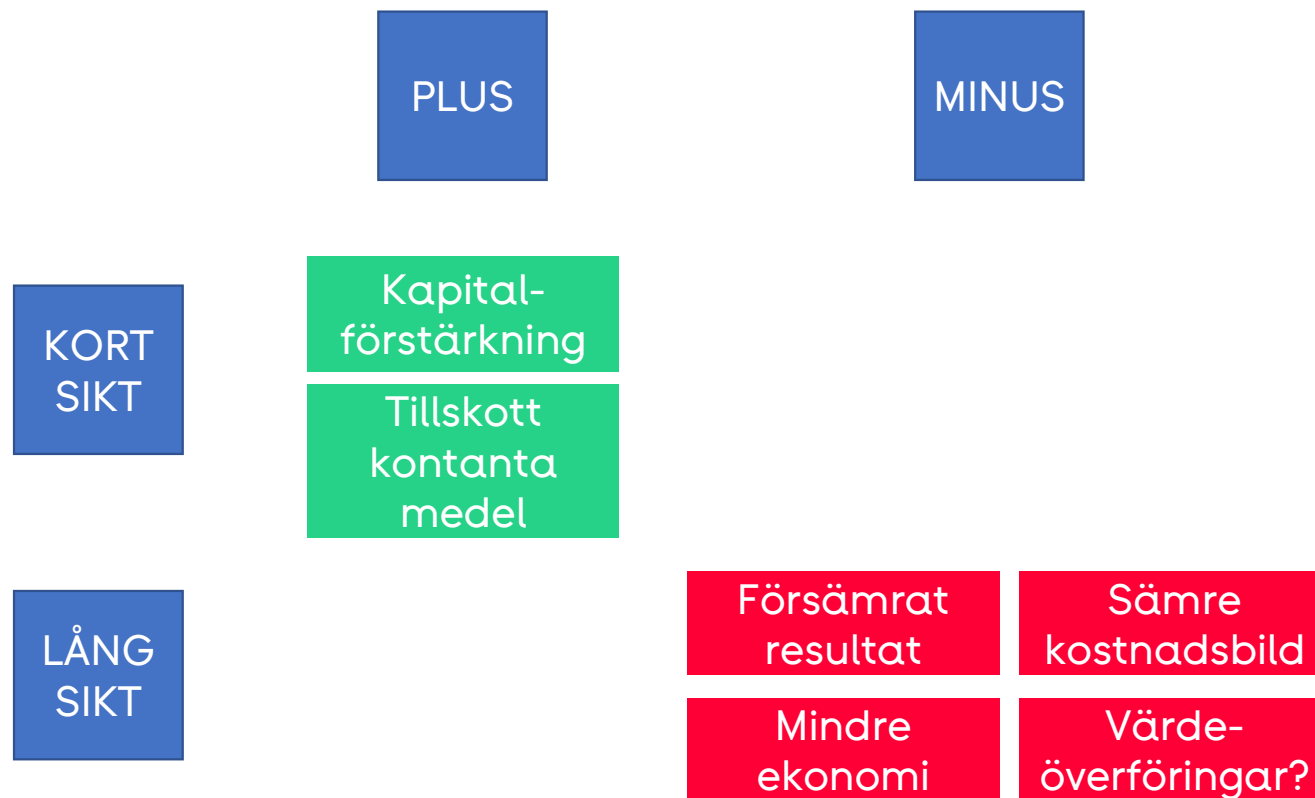 PLUS
MINUS
KORT
SIKT
Kapital-
förstärkning
Tillskott
kontanta
medel
LÅNG
SIKT
Försämrat
resultat
Sämre
kostnadsbild
Mindre
ekonomi
Värde-
överföringar?